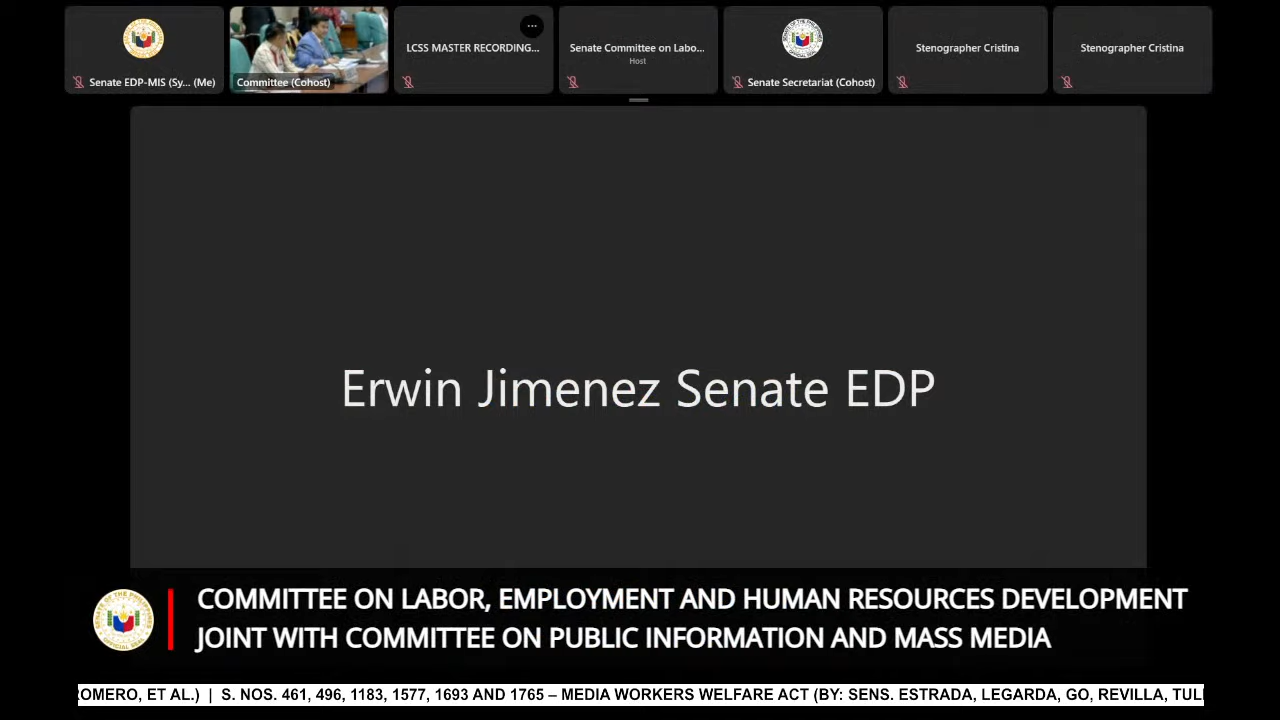 Senate EDP-MIS (Sy... (Me)
Committee (Cohost)
LCSS MASTER RECORDING...
Senate Committee on Labo...
Host
Senate Secretariat (Cohost)
Stenographer Cristina
Stenographer Cristina
Erwin Jimenez Senate EDP
COMMITTEE ON LABOR, EMPLOYMENT AND HUMAN RESOURCES DEVELOPMENT
JOINT WITH COMMITTEE ON PUBLIC INFORMATION AND MASS MEDIA
ROMERO, ET AL.) | S. NOS. 461, 496, 1183, 1577, 1693 AND 1765 – MEDIA WORKERS WELFARE ACT (BY: SENS. ESTRADA, LEGARDA, GO, REVILLA, TUL